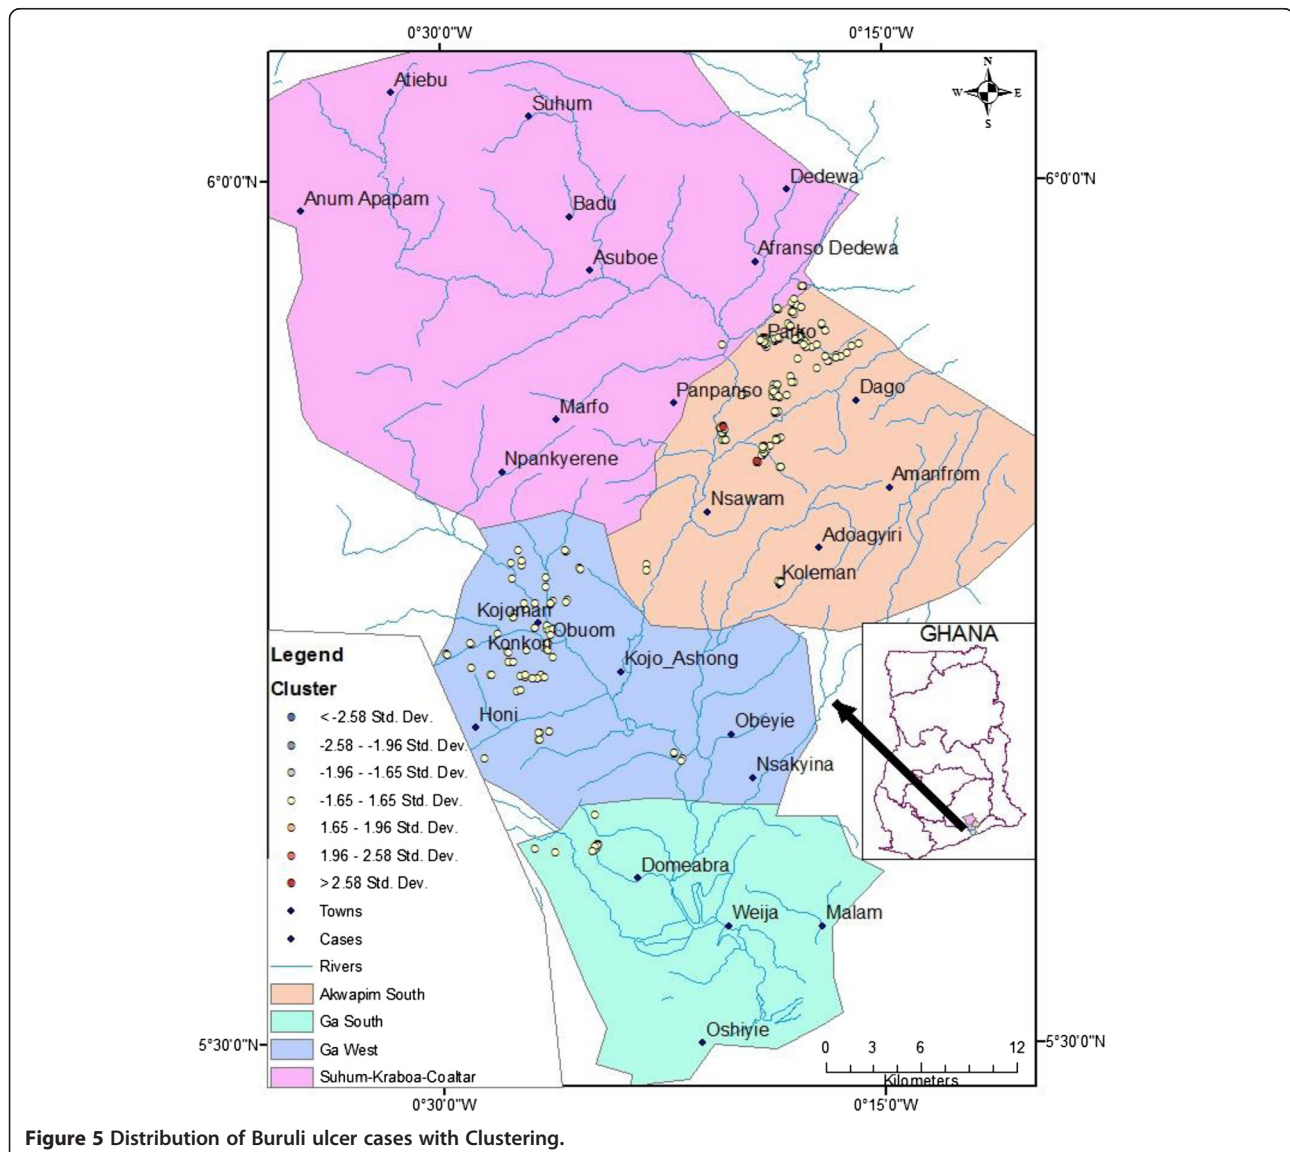 0°30'0"W
0°15'0"W
N
W
E
S
Atiebu
Suhum
Dedewa
6°0'0"N
6°0'0"N
Anum Apapam
Badu
Afranso Dedewa
Asuboe
Parko
Panpanso
Dago
Marfo
Npankyerene
Amanfrom
Nsawam
Adoagyiri
Koleman
Kojoman
Obuom
Konkon
Kojo_Ashong
Honi
Obeyie
Nsakyina
GHANA
Legend
Cluster
< -2.58 Std. Dev.
-2.58 - -1.96 Std. Dev.
-1.96 - -1.65 Std. Dev.
-1.65 - 1.65 Std. Dev.
1.65 - 1.96 Std. Dev.
1.96 - 2.58 Std. Dev.
> 2.58 Std. Dev.
Towns
Cases
Rivers
Akwapim South
Ga South
Ga West
Suhum-Kraboa-Coaltar
Domeabra
Weija
Malam
Oshiyie
5°30'0"N
5°30'0"N
0 3 6 12
Kilometers
0°30'0"W
0°15'0"W
Figure 5 Distribution of Buruli ulcer cases with Clustering.